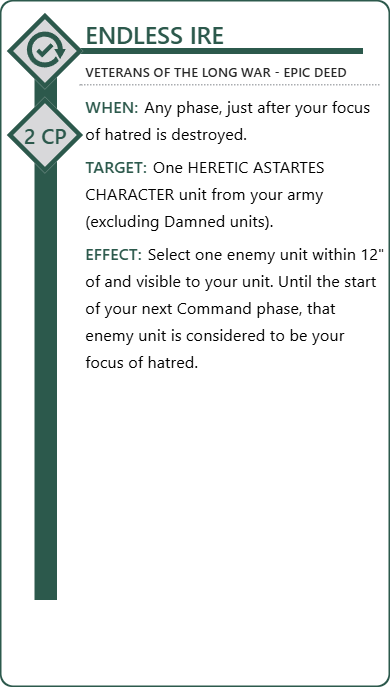 ENDLESS IRE
VETERANS OF THE LONG WAR - EPIC DEED
2 CP
WHEN: Any phase, just after your focus
of hatred is destroyed.
TARGET: One HERETIC ASTARTES
CHARACTER unit from your army
(excluding Damned units).
EFFECT: Select one enemy unit within 12"
of and visible to your unit. Until the start
of your next Command phase, that
enemy unit is considered to be your
focus of hatred.